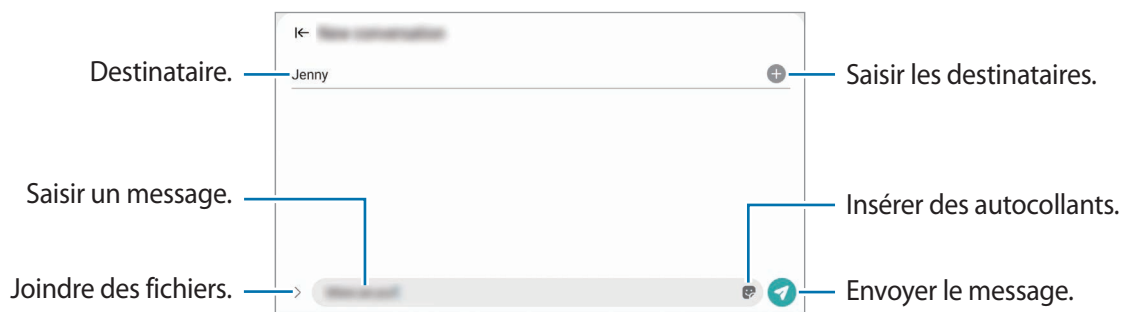 Destinataire.
Jenny
Saisir les destinataires.
Saisir un message.
Insérer des autocollants.
Joindre des fichiers.
Envoyer le message.